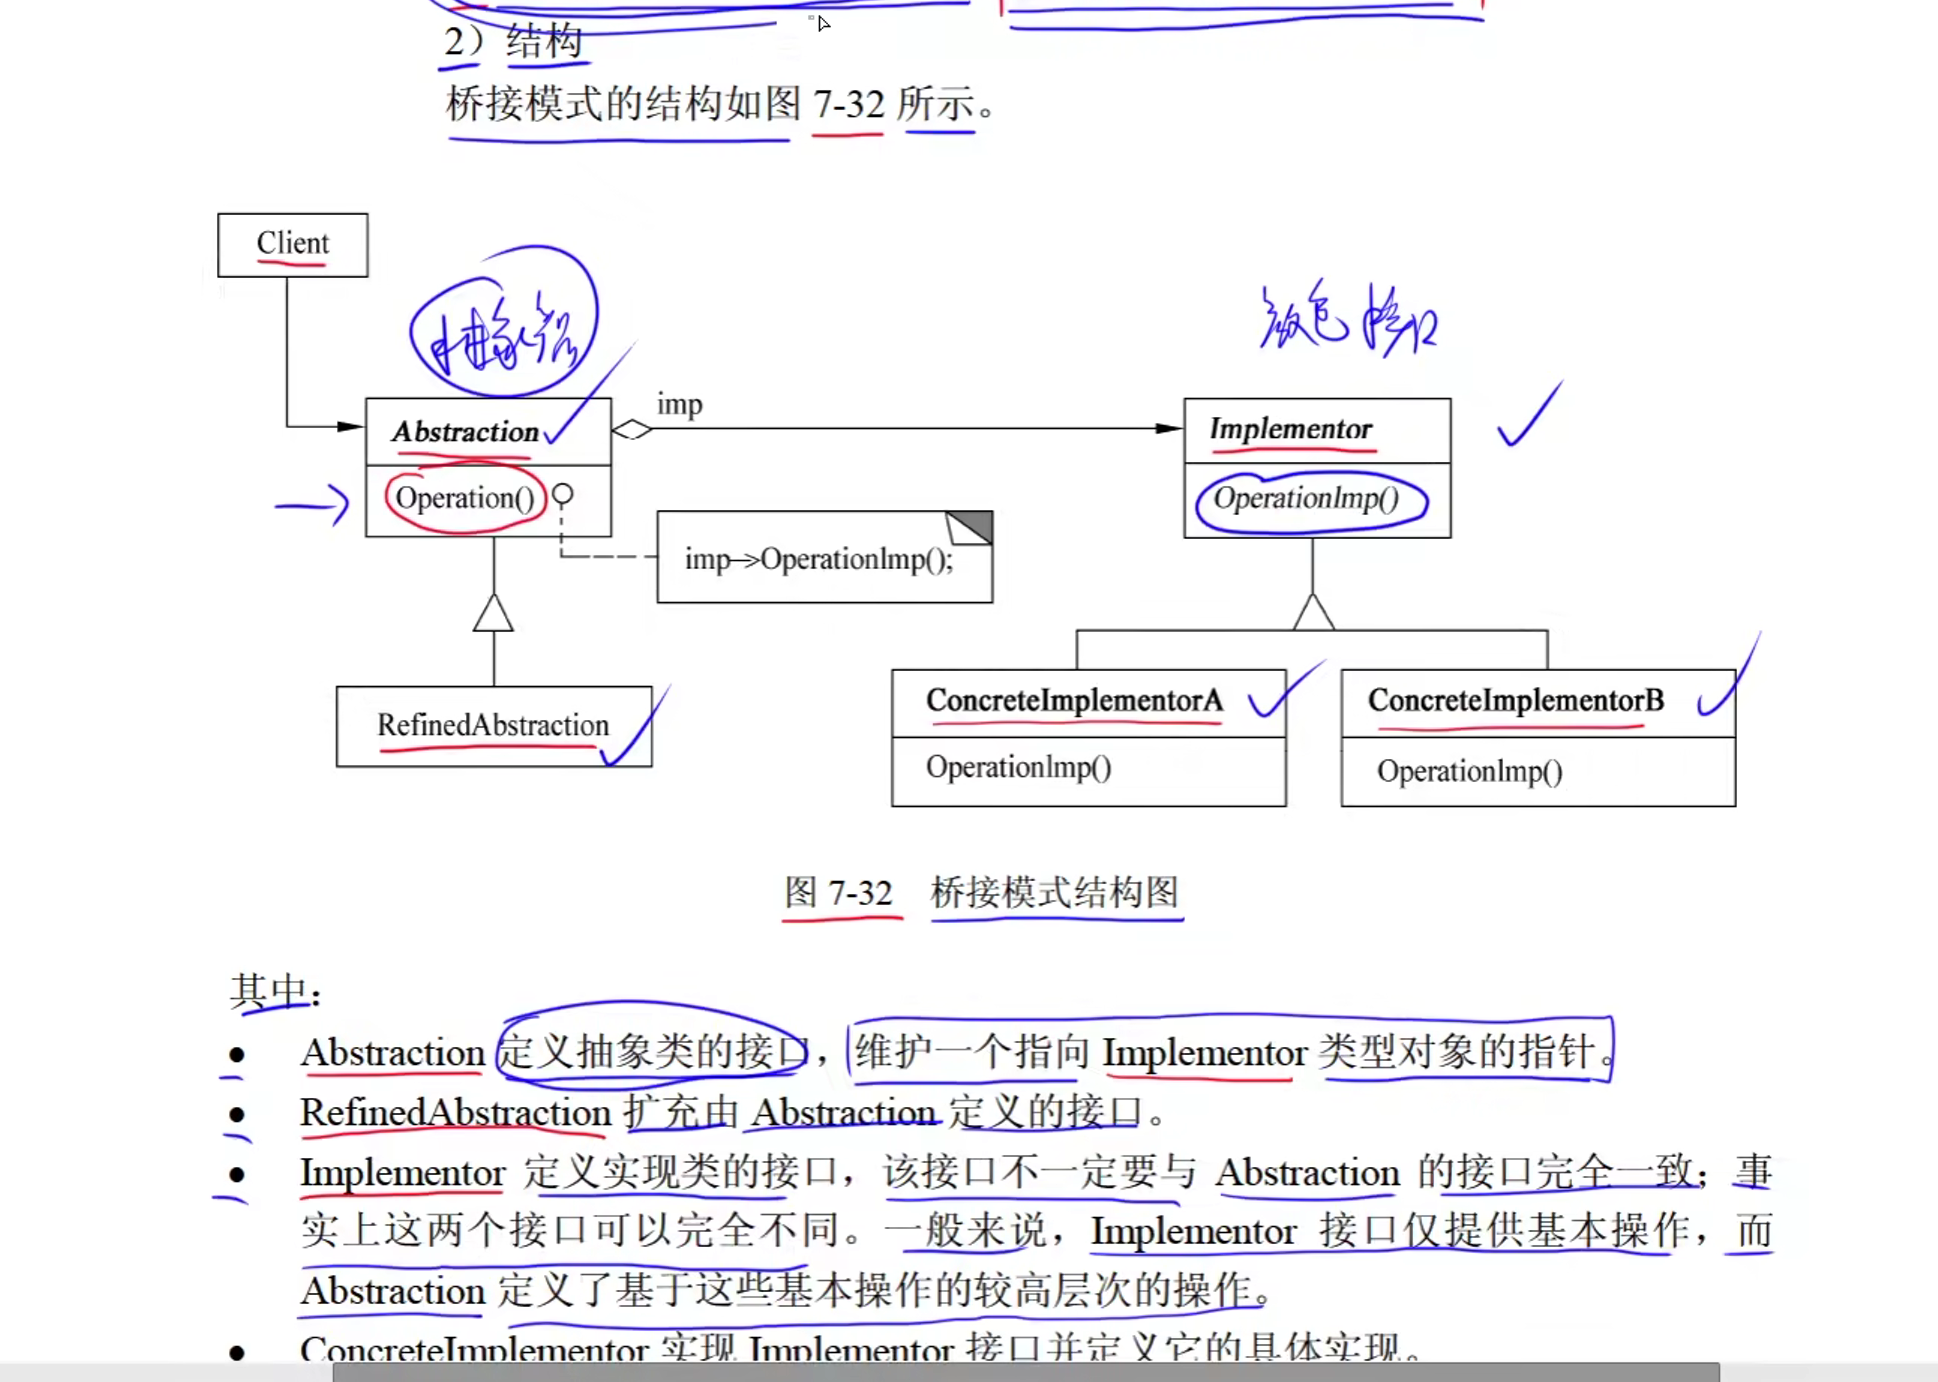 2）结构
桥接模式的结构如图 7-32 所示。
Client
抽象类
颜色接口
imp
Abstraction
Implementor
Operation()
OperationImp()
imp->OperationImp();
RefinedAbstraction
ConcreteImplementorA
ConcreteImplementorB
OperationImp()
OperationImp()
图 7-32 桥接模式结构图
其中：
● Abstraction 定义抽象类的接口，维护一个指向 Implementor 类型对象的指针。
● RefinedAbstraction 扩充由 Abstraction 定义的接口。
● Implementor 定义实现类的接口，该接口不一定要与 Abstraction 的接口完全一致；事
实上这两个接口可以完全不同。一般来说，Implementor 接口仅提供基本操作，而
Abstraction 定义了基于这些基本操作的较高层次的操作。
● ConcreteImplementor 实现 Implementor 接口并定义它的具体实现。